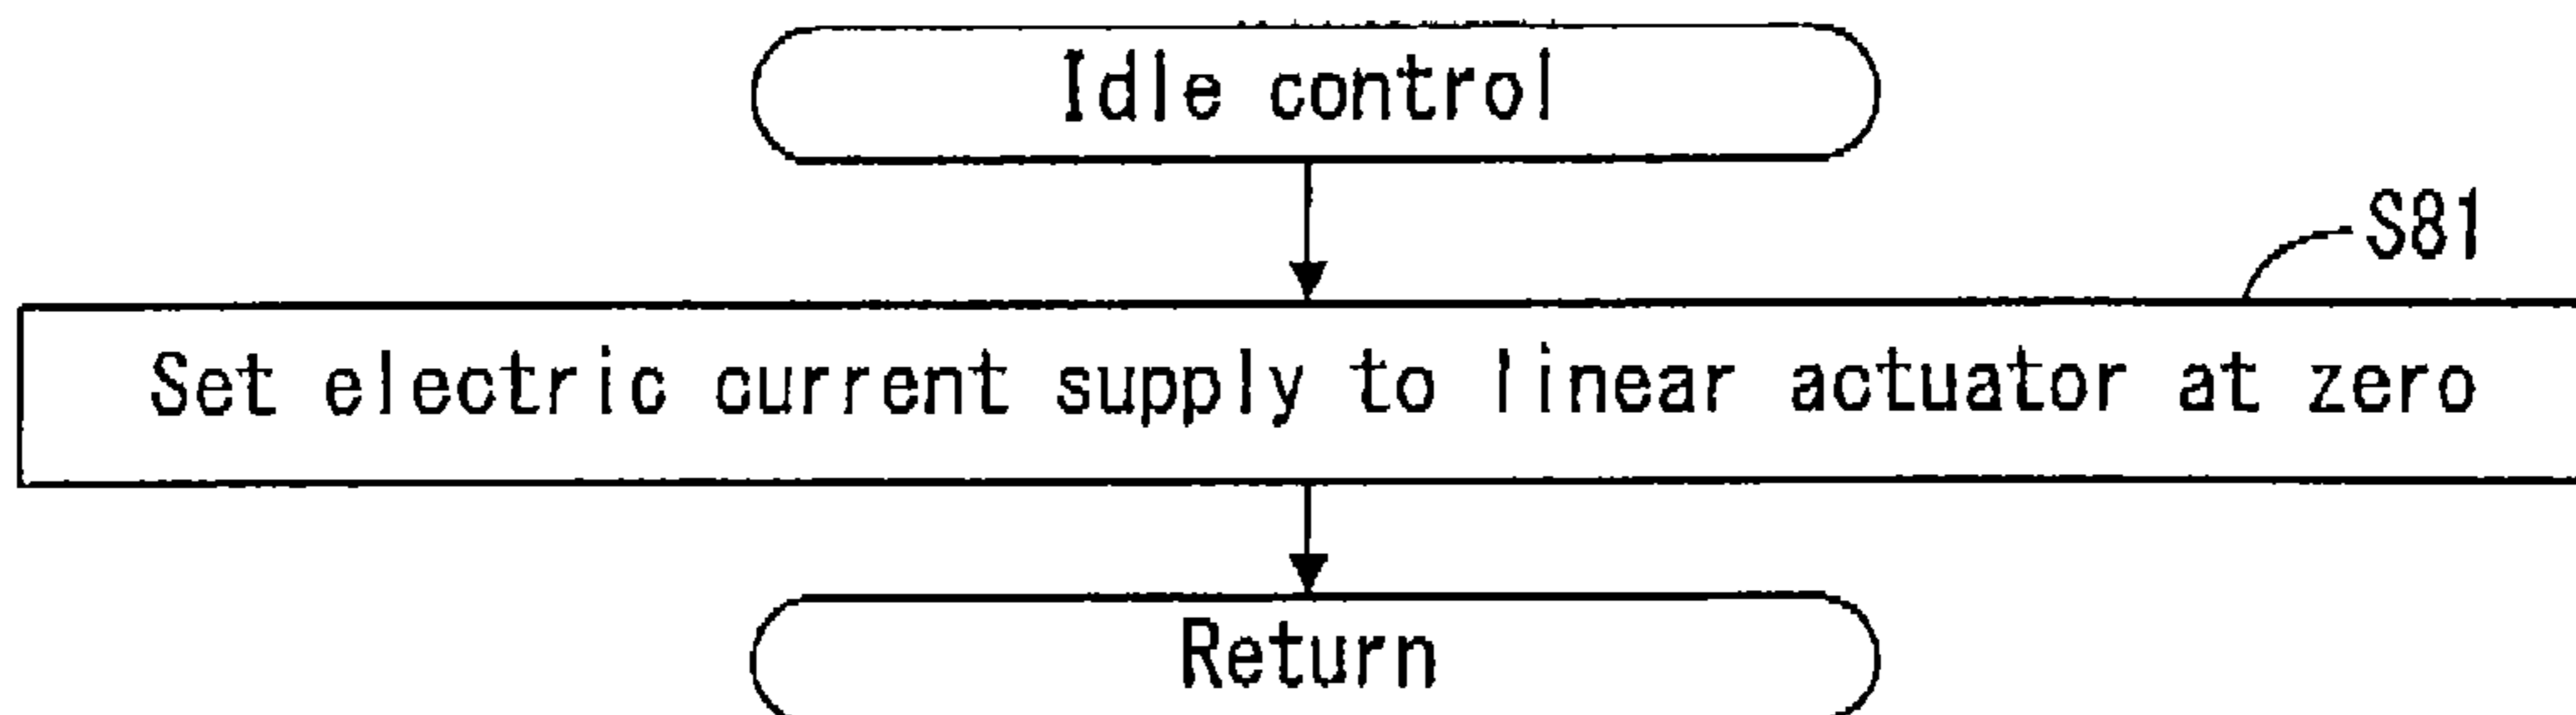 Idle control
S81
Set electric current supply to linear actuator at zero
Return